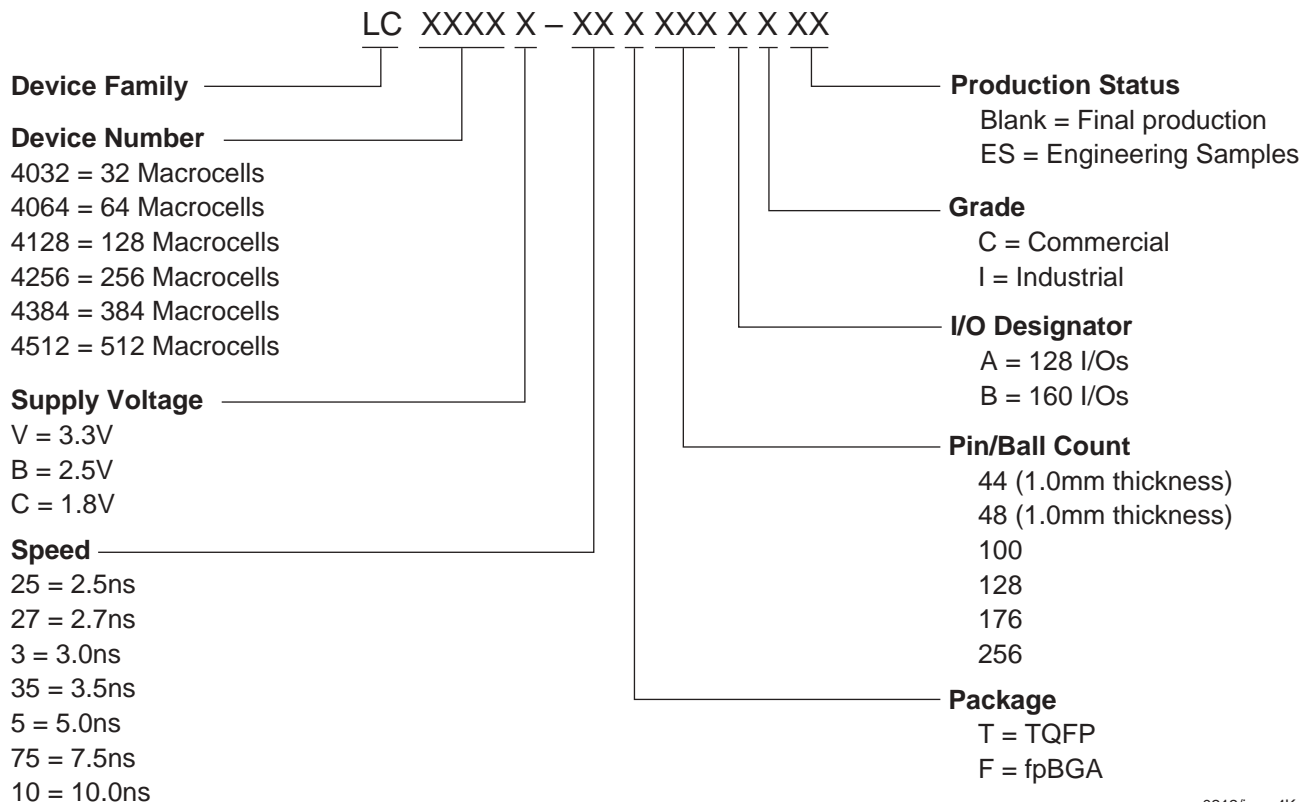 LC XXXX X – XX X XXX X X XX
Device Family
Device Number
4032 = 32 Macrocells
4064 = 64 Macrocells
4128 = 128 Macrocells
4256 = 256 Macrocells
4384 = 384 Macrocells
4512 = 512 Macrocells
Supply Voltage
V = 3.3V
B = 2.5V
C = 1.8V
Speed
25 = 2.5ns
27 = 2.7ns
3 = 3.0ns
35 = 3.5ns
5 = 5.0ns
75 = 7.5ns
10 = 10.0ns
Production Status
Blank = Final production
ES = Engineering Samples
Grade
C = Commercial
I = Industrial
I/O Designator
A = 128 I/Os
B = 160 I/Os
Pin/Ball Count
44 (1.0mm thickness)
48 (1.0mm thickness)
100
128
176
256
Package
T = TQFP
F = fpBGA